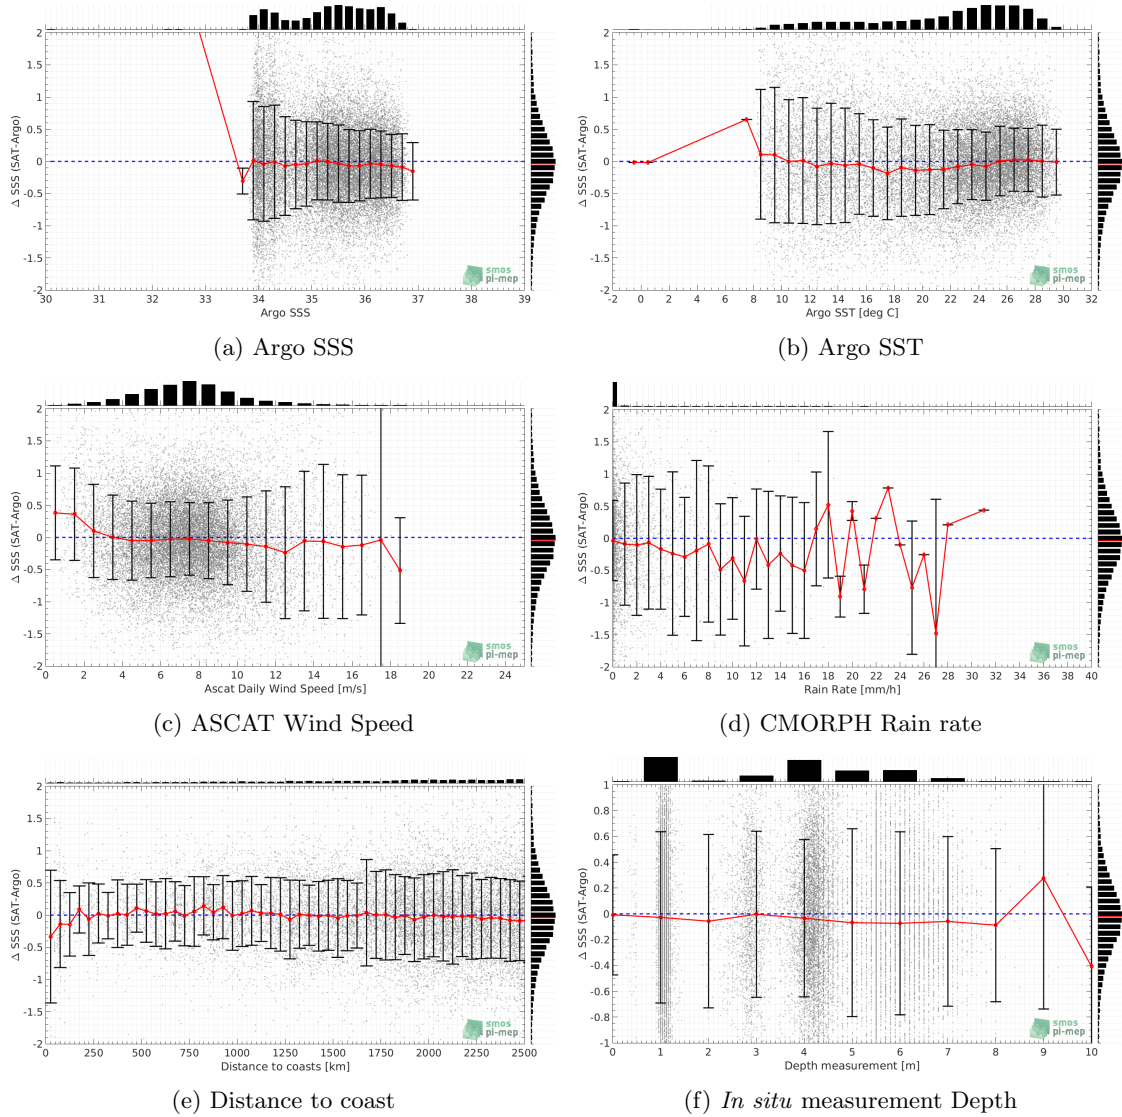 2
1.5
1
0.5
0
-0.5
-1
-1.5
-2
Δ SSS (SAT-Argo)
30 31 32 33 34 35 36 37 38 39
Argo SSS
smos
pi-mep
(a) Argo SSS
2
1.5
1
0.5
0
-0.5
-1
-1.5
-2
Δ SSS (SAT-Argo)
-2 0 2 4 6 8 10 12 14 16 18 20 22 24 26 28 30 32
Argo SST [deg C]
smos
pi-mep
(b) Argo SST
2
1.5
1
0.5
0
-0.5
-1
-1.5
-2
Δ SSS (SAT-Argo)
0 2 4 6 8 10 12 14 16 18 20 22 24
Ascat Daily Wind Speed [m/s]
smos
pi-mep
(c) ASCAT Wind Speed
2
1.5
1
0.5
0
-0.5
-1
-1.5
-2
Δ SSS (SAT-Argo)
0 2 4 6 8 10 12 14 16 18 20 22 24 26 28 30 32 34 36 38 40
Rain Rate [mm/h]
smos
pi-mep
(d) CMORPH Rain rate
2
1.5
1
0.5
0
-0.5
-1
-1.5
-2
Δ SSS (SAT-Argo)
0 250 500 750 1000 1250 1500 1750 2000 2250 2500
Distance to coasts [km]
smos
pi-mep
(e) Distance to coast
1
0.8
0.6
0.4
0.2
0
-0.2
-0.4
-0.6
-0.8
-1
Δ SSS (SAT-Argo)
0 1 2 3 4 5 6 7 8 9 10
Depth measurement [m]
smos
pi-mep
(f) In situ measurement Depth